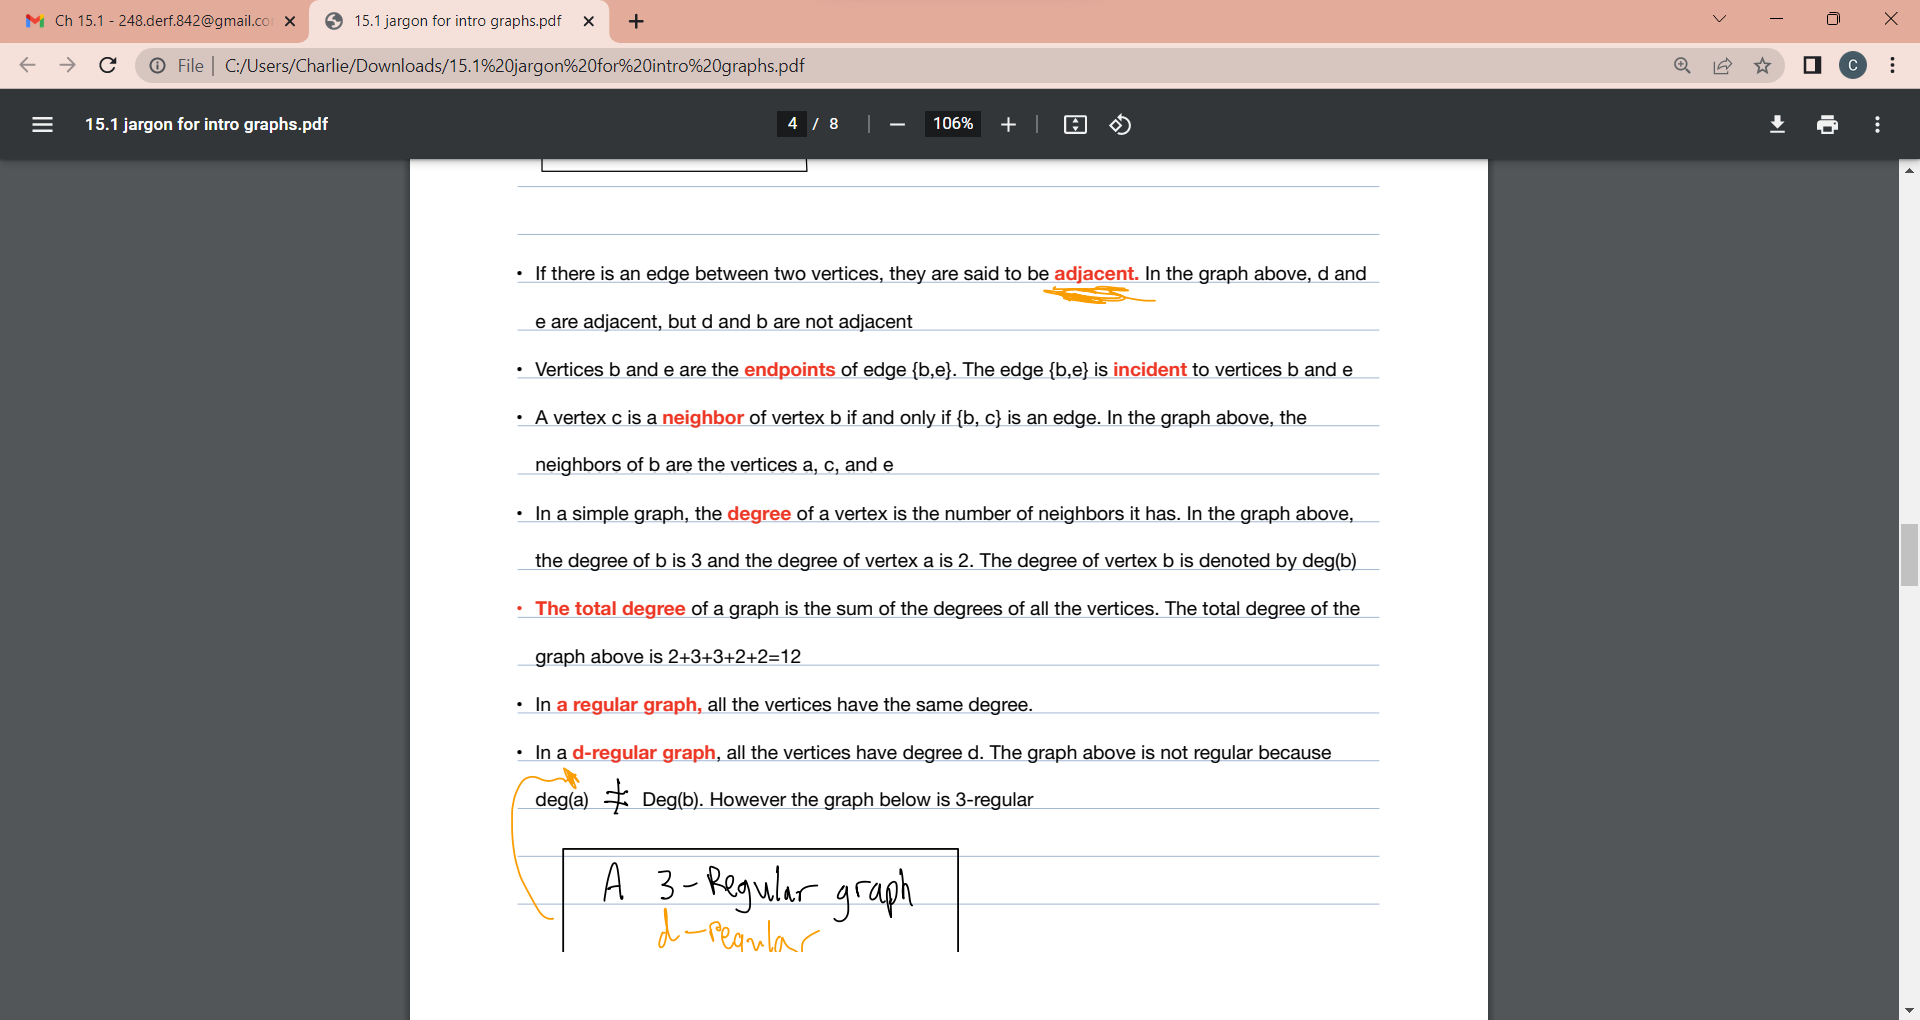 Ch 15.1 - 248.derf.842@gmail.co
15.1 jargon for intro graphs.pdf
File | C:/Users/Charlie/Downloads/15.1%20jargon%20for%20intro%20graphs.pdf
C
15.1 jargon for intro graphs.pdf
4 / 8
106%
• If there is an edge between two vertices, they are said to be adjacent. In the graph above, d and
e are adjacent, but d and b are not adjacent
• Vertices b and e are the endpoints of edge {b,e}. The edge {b,e} is incident to vertices b and e
• A vertex c is a neighbor of vertex b if and only if {b, c} is an edge. In the graph above, the
neighbors of b are the vertices a, c, and e
• In a simple graph, the degree of a vertex is the number of neighbors it has. In the graph above,
the degree of b is 3 and the degree of vertex a is 2. The degree of vertex b is denoted by deg(b)
• The total degree of a graph is the sum of the degrees of all the vertices. The total degree of the
graph above is 2+3+3+2+2=12
• In a regular graph, all the vertices have the same degree.
• In a d-regular graph, all the vertices have degree d. The graph above is not regular because
deg(a) ≠ Deg(b). However the graph below is 3-regular
A 3-Regular graph
d-regular